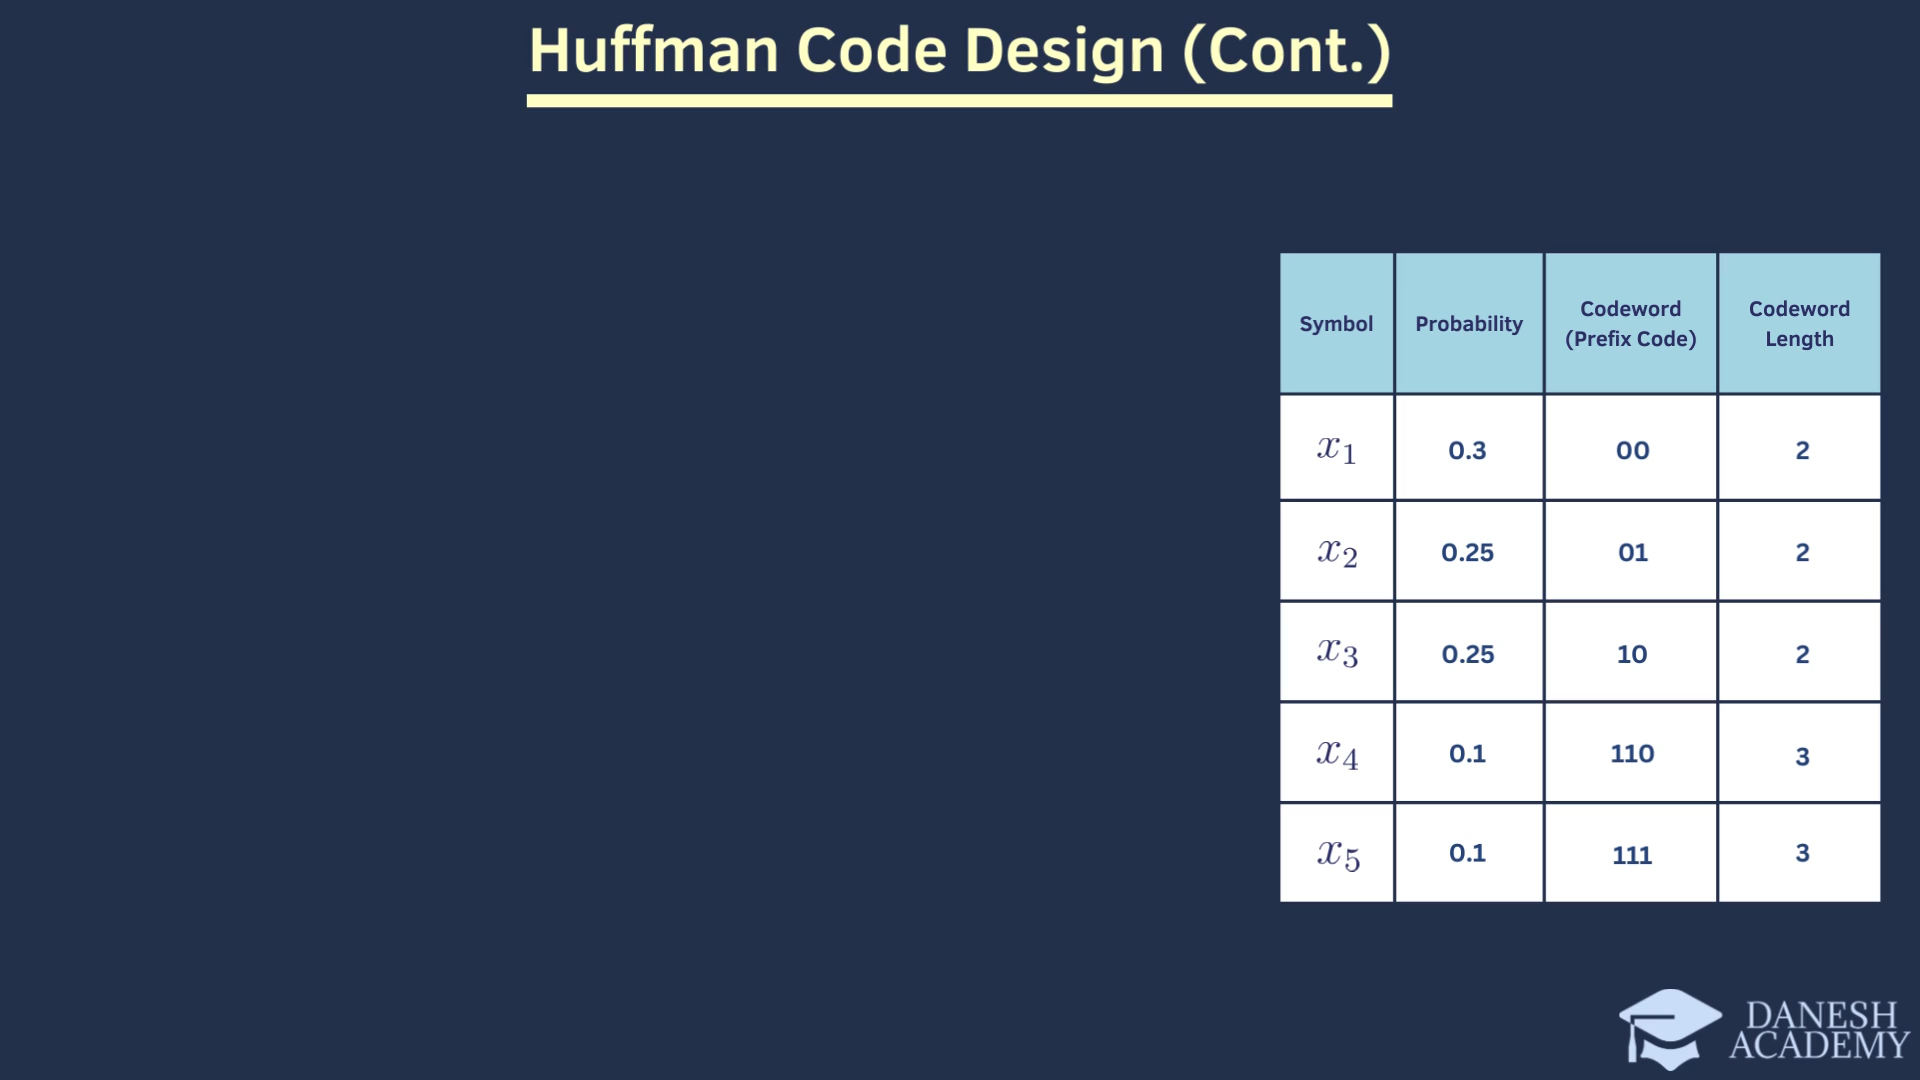 Huffman Code Design (Cont.)
Symbol Probability Codeword (Prefix Code) Codeword Length
x₁ 0.3 00 2
x₂ 0.25 01 2
x₃ 0.25 10 2
x₄ 0.1 110 3
x₅ 0.1 111 3
DANESH
ACADEMY